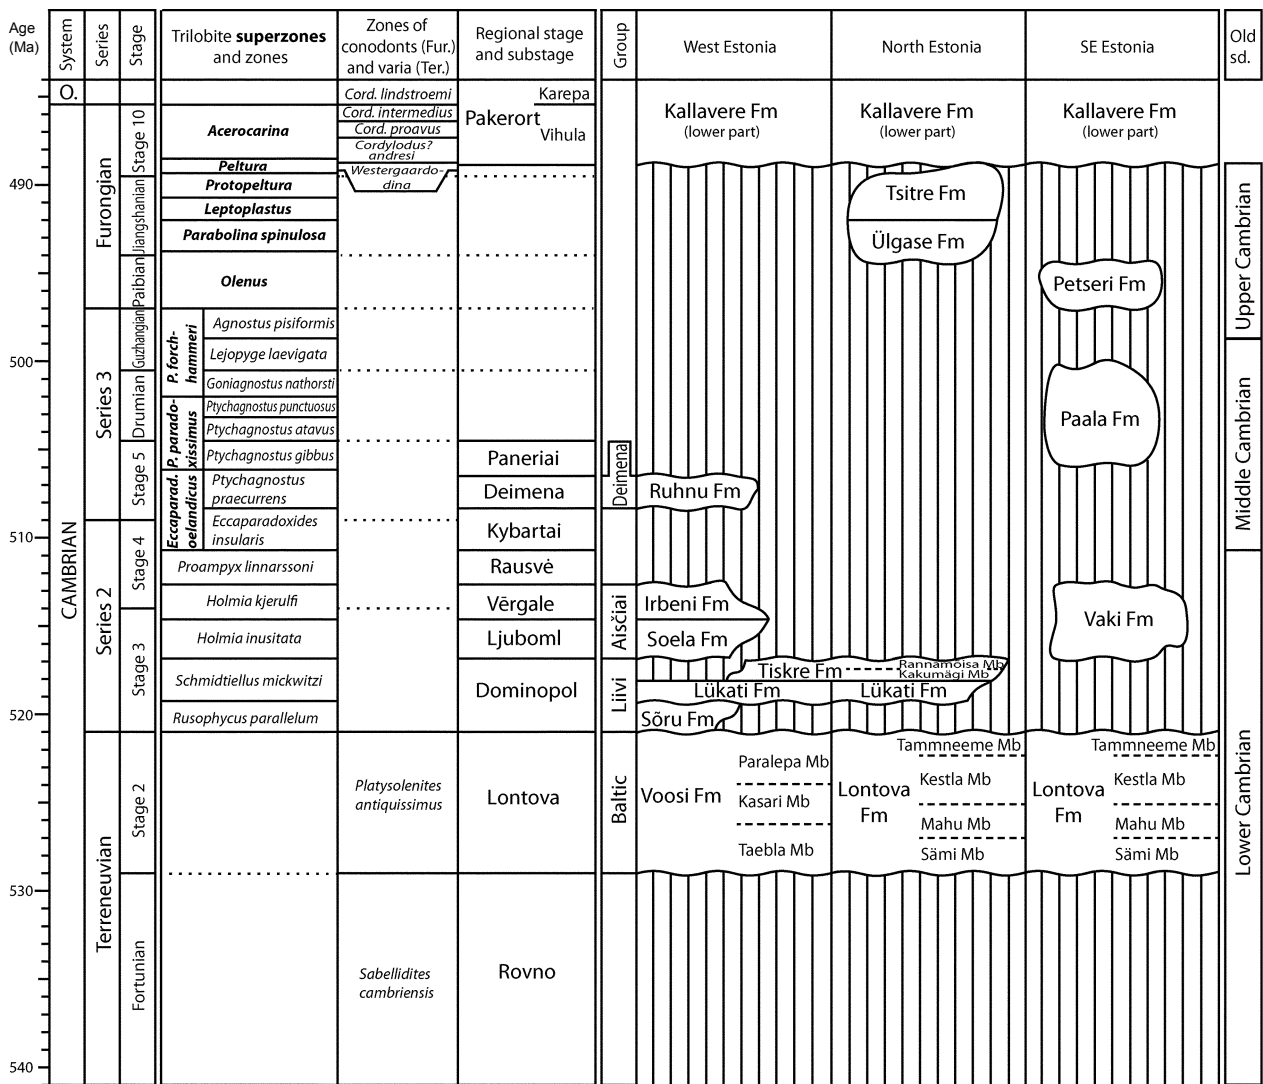 Age
(Ma)
System
Series
Stage
Trilobite superzones
and zones
Zones of
conodonts (Fur.)
and varia (Ter.)
Regional stage
and substage
Group
West Estonia
North Estonia
SE Estonia
Old
sd.
490
500
510
520
530
540
O.
CAMBRIAN
Furongian
Series 3
Series 2
Terreneuvian
Stage 10
Jiangshanian
Paibian
Guzhangian
Drumian
Stage 5
Stage 4
Stage 3
Stage 2
Fortunian
Acerocarina
Peltura
Protopeltura
Leptoplastus
Parabolina spinulosa
Olenus
P. forch-
hammeri
Agnostus pisiformis
Lejopyge laevigata
Goniagnostus nathorsti
P. parado-
xissimus
Ptychagnostus punctuosus
Ptychagnostus atavus
Ptychagnostus gibbus
Eccaparad.
oelandicus
Ptychagnostus
praecurrens
Eccaparadoxides
insularis
Proampyx linnarssoni
Holmia kjerulfi
Holmia inusitata
Schmidtiellus mickwitzi
Rusophycus parallelum
Cord. lindstroemi
Cord. intermedius
Cord. proavus
Cordylodus?
andresi
Westergaardo-
dina
Platysolenites
antiquissimus
Sabellidites
cambriensis
Pakerort
Karepa
Vihula
Paneriai
Deimena
Kybartai
Rausvė
Vērgale
Ljuboml
Dominopol
Lontova
Rovno
Deimena
Aisčiai
Liivi
Baltic
Kallavere Fm
(lower part)
Ruhnu Fm
Irbeni Fm
Soela Fm
Tiskre Fm
Lükati Fm
Sõru Fm
Voosi Fm
Paralepa Mb
Kasari Mb
Taebla Mb
Kallavere Fm
(lower part)
Tsitre Fm
Ülgase Fm
Rannamõisa Mb
Kakumägi Mb
Lükati Fm
Lontova
Fm
Tammneeme Mb
Kestla Mb
Mahu Mb
Sämi Mb
Kallavere Fm
(lower part)
Petseri Fm
Paala Fm
Vaki Fm
Lontova
Fm
Tammneeme Mb
Kestla Mb
Mahu Mb
Sämi Mb
Upper Cambrian
Middle Cambrian
Lower Cambrian